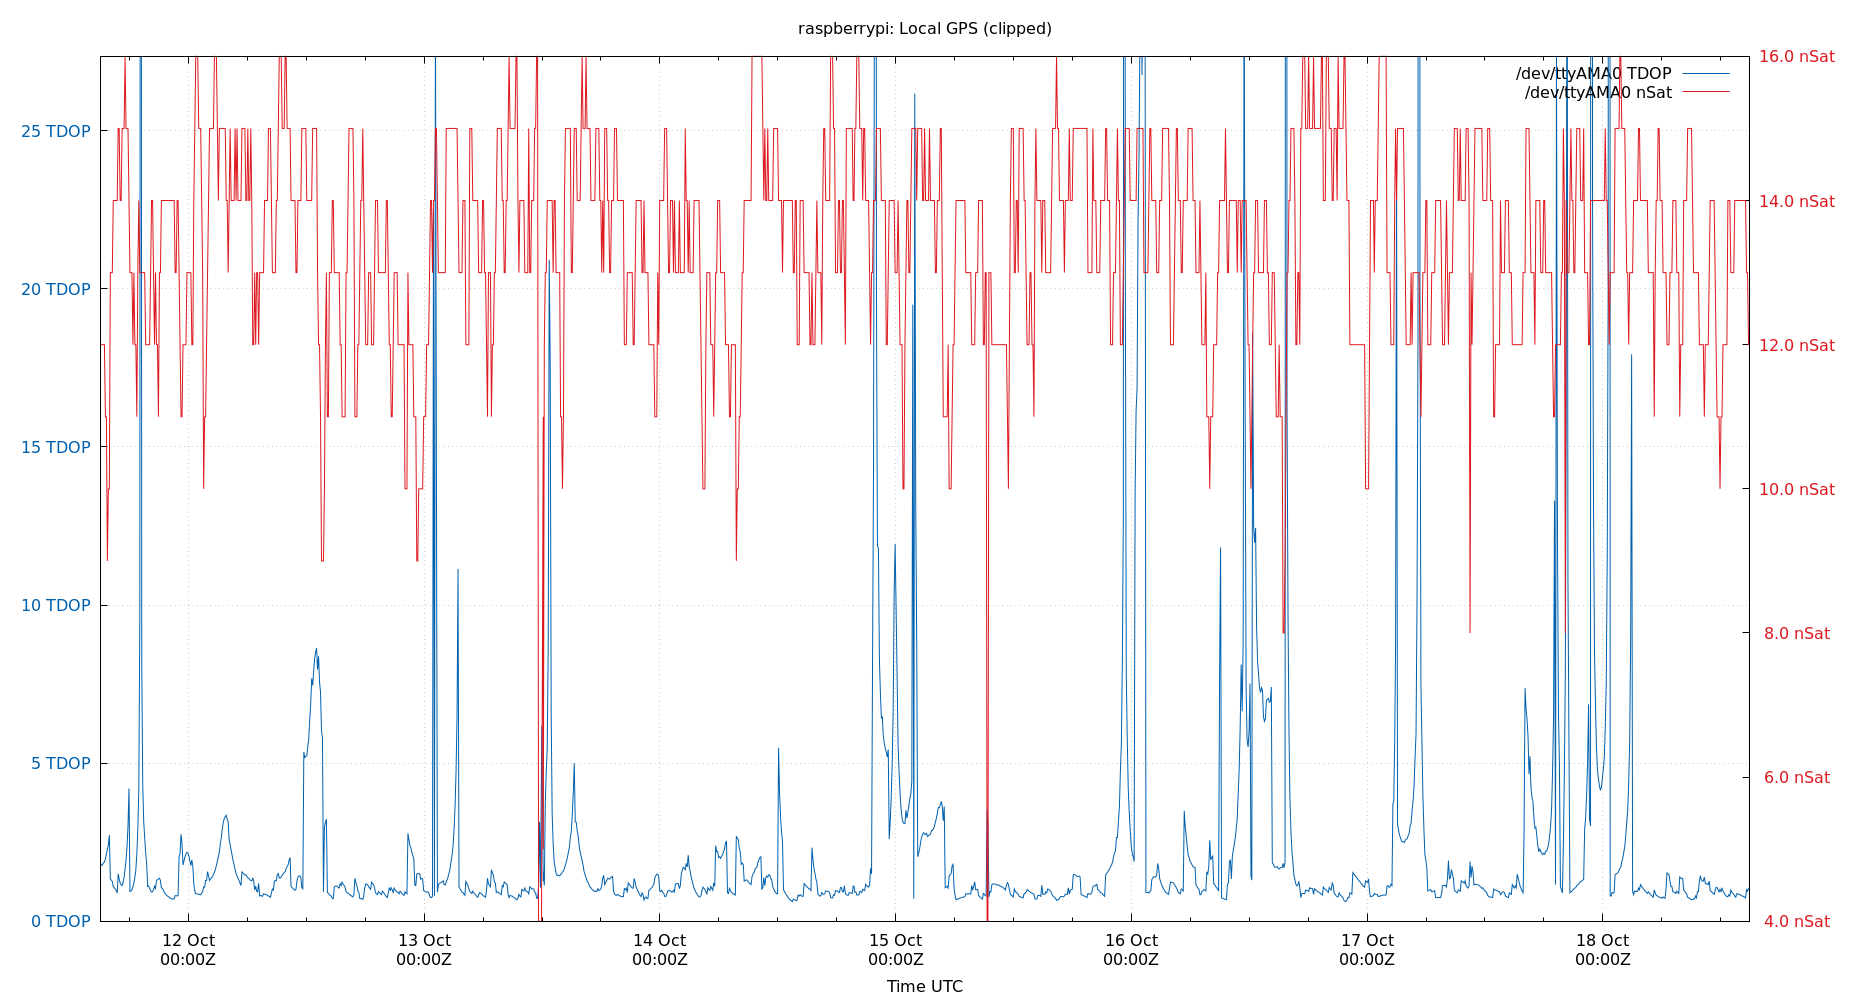 raspberrypi: Local GPS (clipped)
/dev/ttyAMA0 TDOP
/dev/ttyAMA0 nSat
25 TDOP
20 TDOP
15 TDOP
10 TDOP
5 TDOP
0 TDOP
16.0 nSat
14.0 nSat
12.0 nSat
10.0 nSat
8.0 nSat
6.0 nSat
4.0 nSat
12 Oct
00:00Z
13 Oct
00:00Z
14 Oct
00:00Z
15 Oct
00:00Z
16 Oct
00:00Z
17 Oct
00:00Z
18 Oct
00:00Z
Time UTC